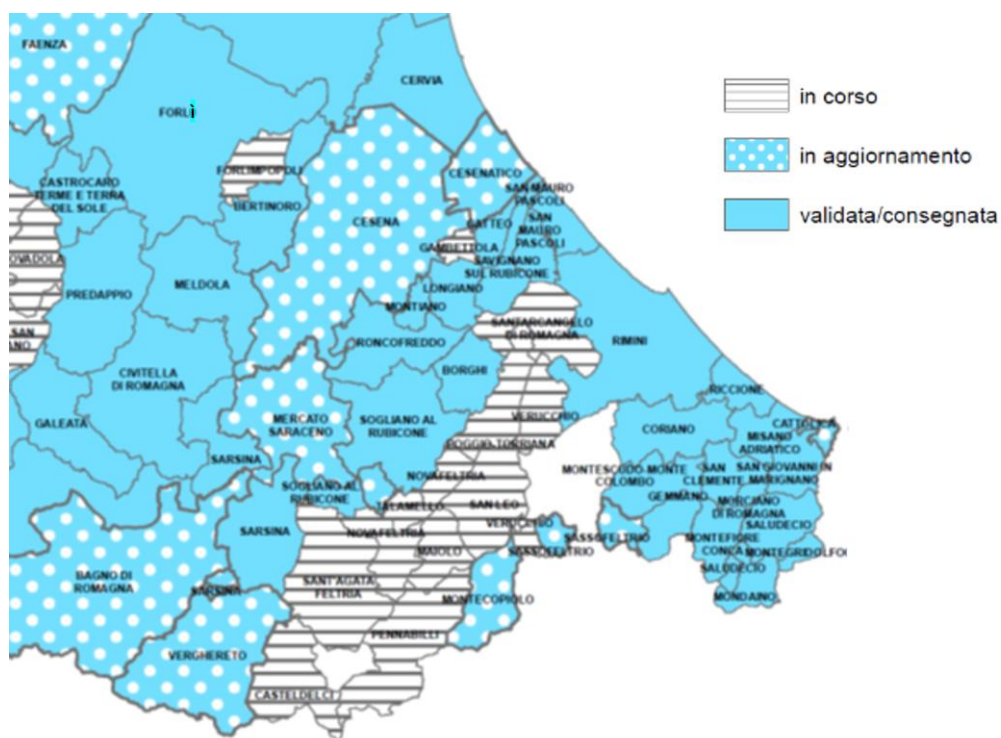 FAENZA
CERVIA
in corso
FORLÌ
in aggiornamento
FORLIMPOPOLI
CESENATICO
CASTROCARO
TERME E TERRA
DEL SOLE
SAN MAURO
PASCOLI
BERTINORO
CESENA
GATTEO
SAN
MAURO
PASCOLI
validata/consegnata
GAMBETTOLA
OVADOLA
SAVIGNANO
SUL RUBICONE
MELDOLA
LONGIANO
PREDAPPIO
MONTIANO
SANTARCANGELO
DI ROMAGNA
SAN
ANO
RONCOFREDDO
RIMINI
CIVITELLA
DI ROMAGNA
BORGHI
RICCIONE
GALEATA
MERCATO
SARACENO
SOGLIANO AL
RUBICONE
VERUCCHIO
CORIANO
CATTOLICA
MISANO
ADRIATICO
POGGIO TORRIANA
SARSINA
SOGLIANO AL
RUBICONE
NOVAFELTRIA
MONTESCUDO-MONTE
COLOMBO
SAN
CLEMENTE
SAN GIOVANNI IN
MARIGNANO
GEMMANO
TALAMELLO
SAN LEO
MORCIANO
DI ROMAGNA
SARSINA
NOVAFELTRIA
VERUCCHIO
SALUDECIO
SASSOFELTRIO
SASSOFELTRIO
MONTEFIORE
CONCA
MAIOLO
MONTEGRIDOLFO
BAGNO DI
ROMAGNA
SARSINA
SANT'AGATA
FELTRIA
SALUDECIO
MONTECOPIOLO
MONDAINO
PENNABILLI
VERGHERETO
CASTELDELCI